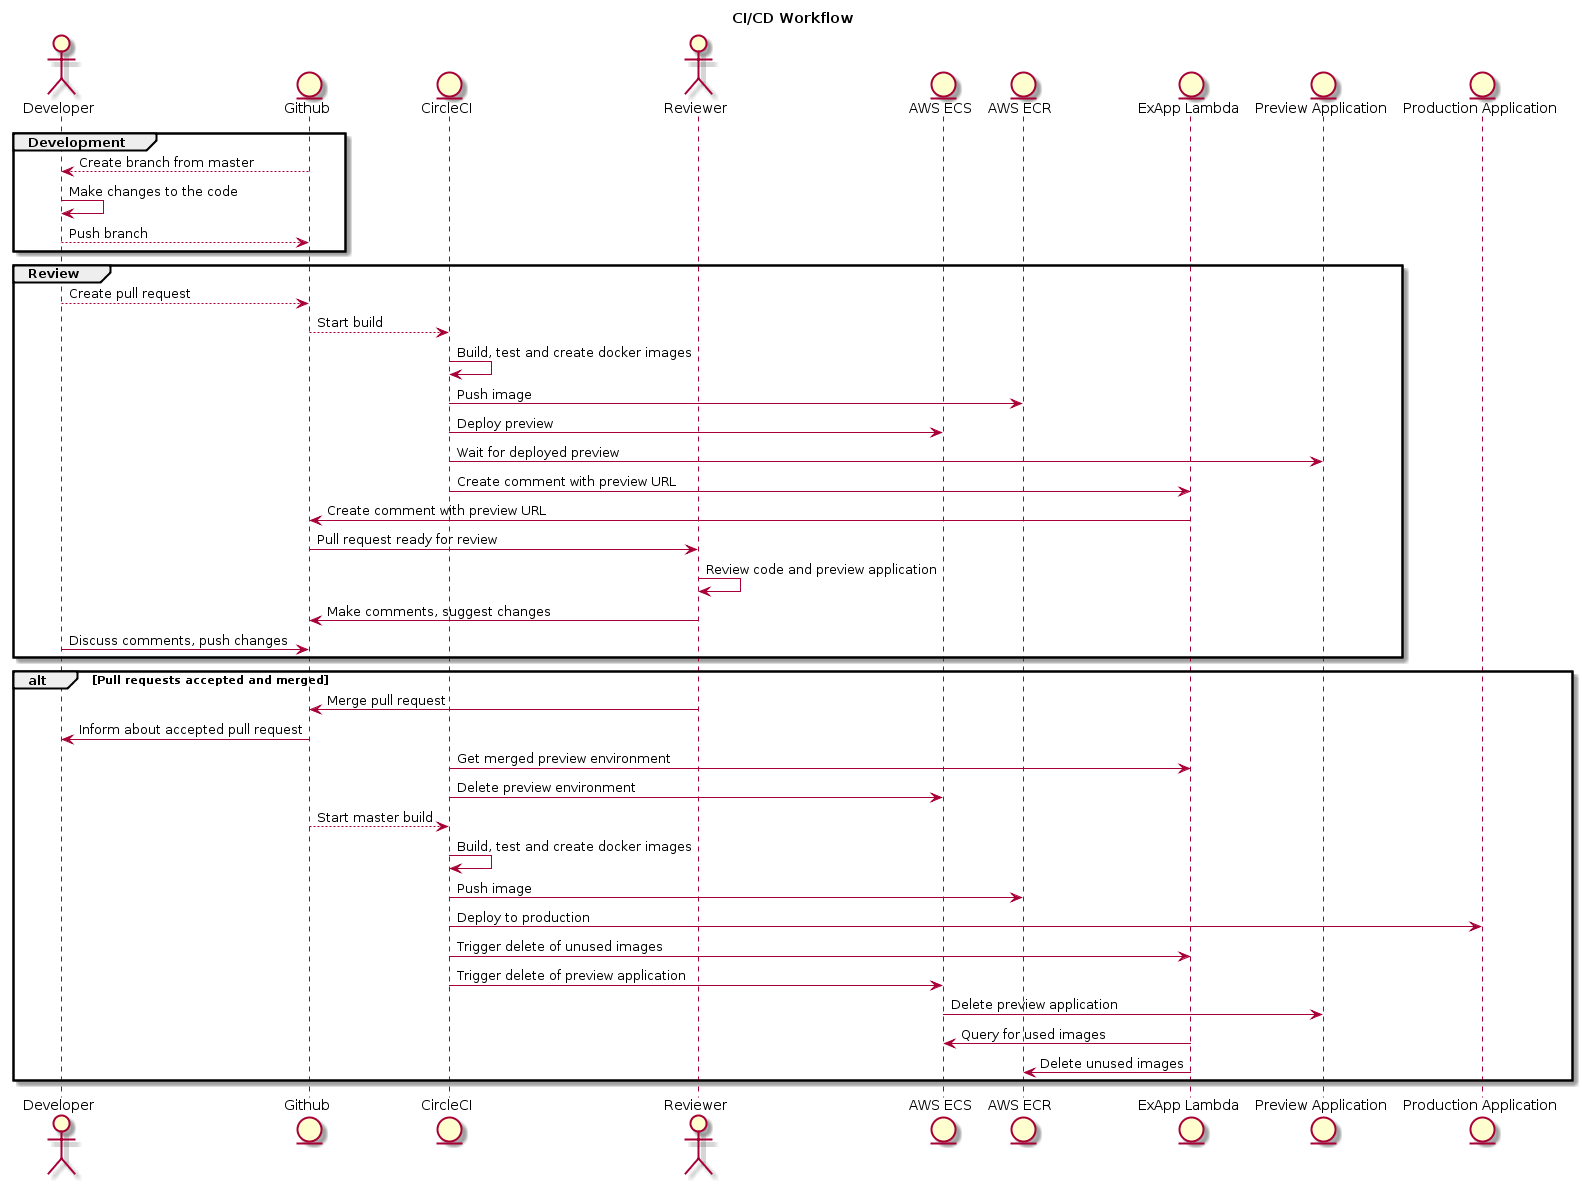 CI/CD Workflow
Developer
Github
CircleCI
Reviewer
AWS ECS
AWS ECR
ExApp Lambda
Preview Application
Production Application
Development
Create branch from master
Make changes to the code
Push branch
Review
Create pull request
Start build
Build, test and create docker images
Push image
Deploy preview
Wait for deployed preview
Create comment with preview URL
Create comment with preview URL
Pull request ready for review
Review code and preview application
Make comments, suggest changes
Discuss comments, push changes
alt [Pull requests accepted and merged]
Merge pull request
Inform about accepted pull request
Get merged preview environment
Delete preview environment
Start master build
Build, test and create docker images
Push image
Deploy to production
Trigger delete of unused images
Trigger delete of preview application
Delete preview application
Query for used images
Delete unused images
Developer
Github
CircleCI
Reviewer
AWS ECS
AWS ECR
ExApp Lambda
Preview Application
Production Application